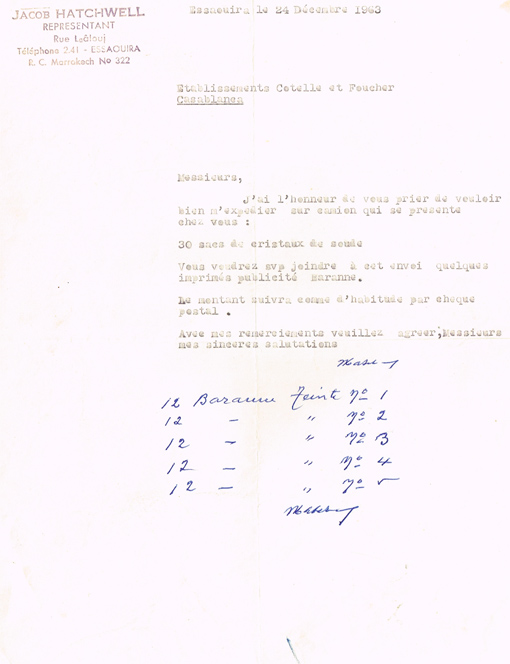 JACOB HATCHWELL
REPRESENTANT
Rue Laâlouj
Téléphone 2.41 - ESSAOUIRA
R. C. Marrakech No 322
Essaouira le 24 Décembre 1963
Etablissements Cotelle et Foucher
Casablanca
Messieurs,
J'ai l'honneur de vous prier de vouloir
bien m'expédier sur camion qui se présente
chez vous :
30 sacs de cristaux de soude
Vous voudrez svp joindre à cet envoi quelques
imprimés publicité Baranne.
Le montant suivra comme d'habitude par chèque
postal .
Avec mes remerciements veuillez agreer, Messieurs
mes sinceres salutations
12 Baranne Teinte No 1
12 — " No 2
12 — " No 3
12 — " No 4
12 — " No 5